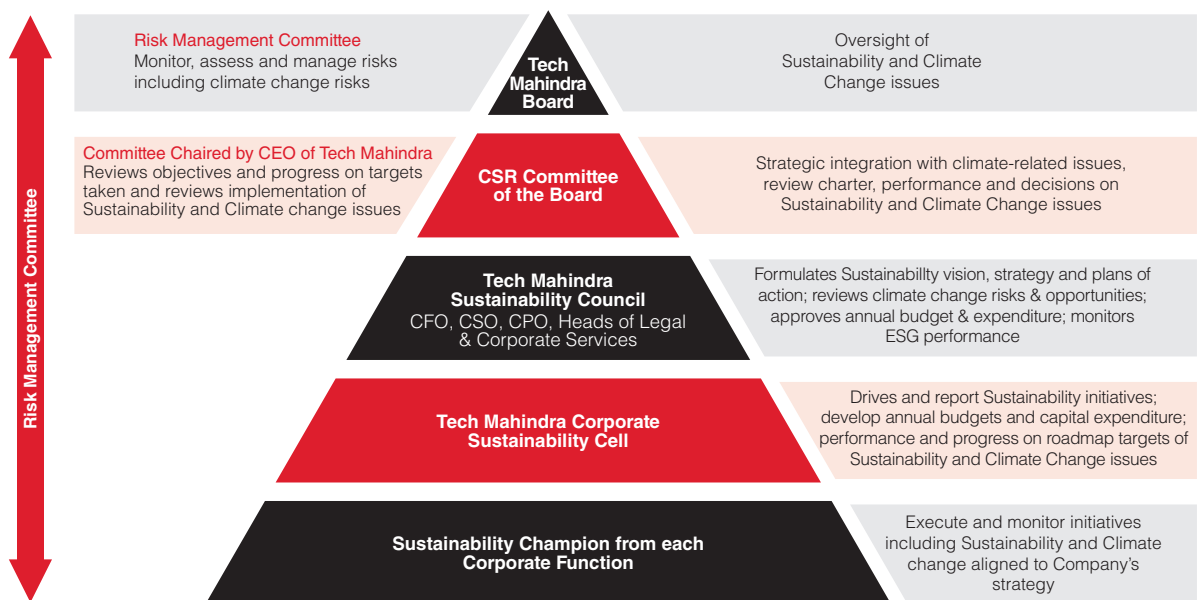 Risk Management Committee
Risk Management Committee
Monitor, assess and manage risks
including climate change risks
Tech
Mahindra
Board
Oversight of
Sustainability and Climate
Change issues
Committee Chaired by CEO of Tech Mahindra
Reviews objectives and progress on targets
taken and reviews implementation of
Sustainability and Climate change issues
CSR Committee
of the Board
Strategic integration with climate-related issues,
review charter, performance and decisions on
Sustainability and Climate Change issues
Tech Mahindra
Sustainability Council
CFO, CSO, CPO, Heads of Legal
& Corporate Services
Formulates Sustainabillty vision, strategy and plans of
action; reviews climate change risks & opportunities;
approves annual budget & expenditure; monitors
ESG performance
Tech Mahindra Corporate
Sustainability Cell
Drives and report Sustainability initiatives;
develop annual budgets and capital expenditure;
performance and progress on roadmap targets of
Sustainability and Climate Change issues
Sustainability Champion from each
Corporate Function
Execute and monitor initiatives
including Sustainability and Climate
change aligned to Company's
strategy